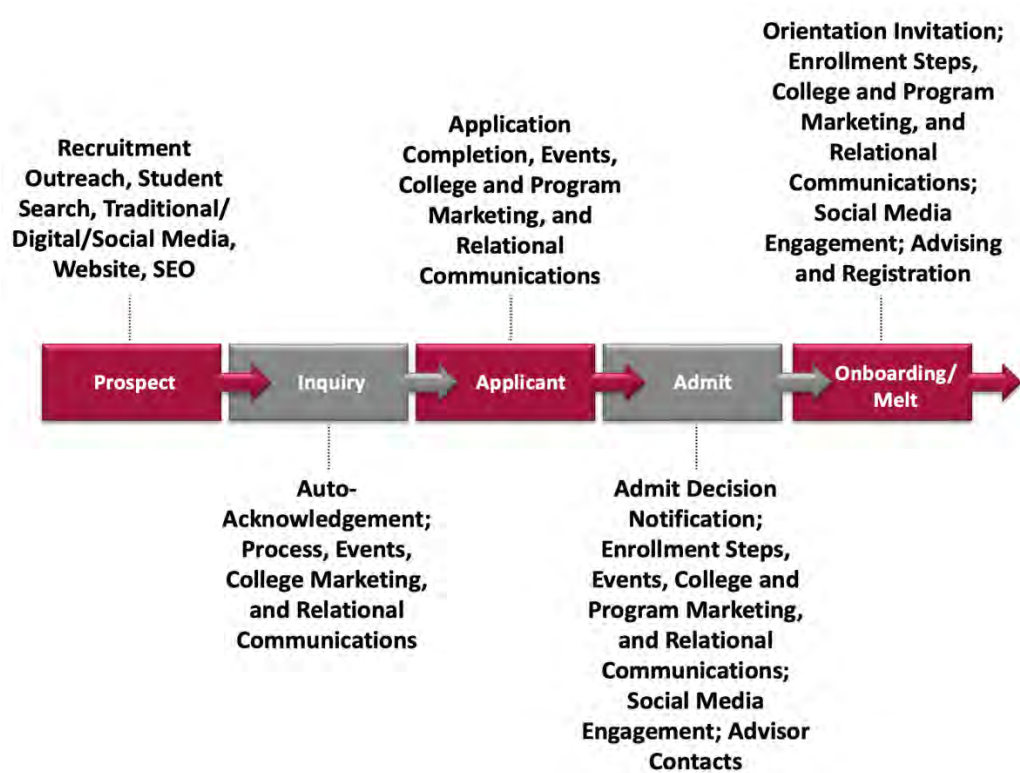 Orientation Invitation;
Enrollment Steps,
College and Program
Marketing, and
Relational
Communications;
Social Media
Engagement; Advising
and Registration
Application
Completion, Events,
College and Program
Marketing, and
Relational
Communications
Recruitment
Outreach, Student
Search, Traditional/
Digital/Social Media,
Website, SEO
Prospect
Inquiry
Applicant
Admit
Onboarding/
Melt
Auto-
Acknowledgement;
Process, Events,
College Marketing,
and Relational
Communications
Admit Decision
Notification;
Enrollment Steps,
Events, College and
Program Marketing,
and Relational
Communications;
Social Media
Engagement; Advisor
Contacts